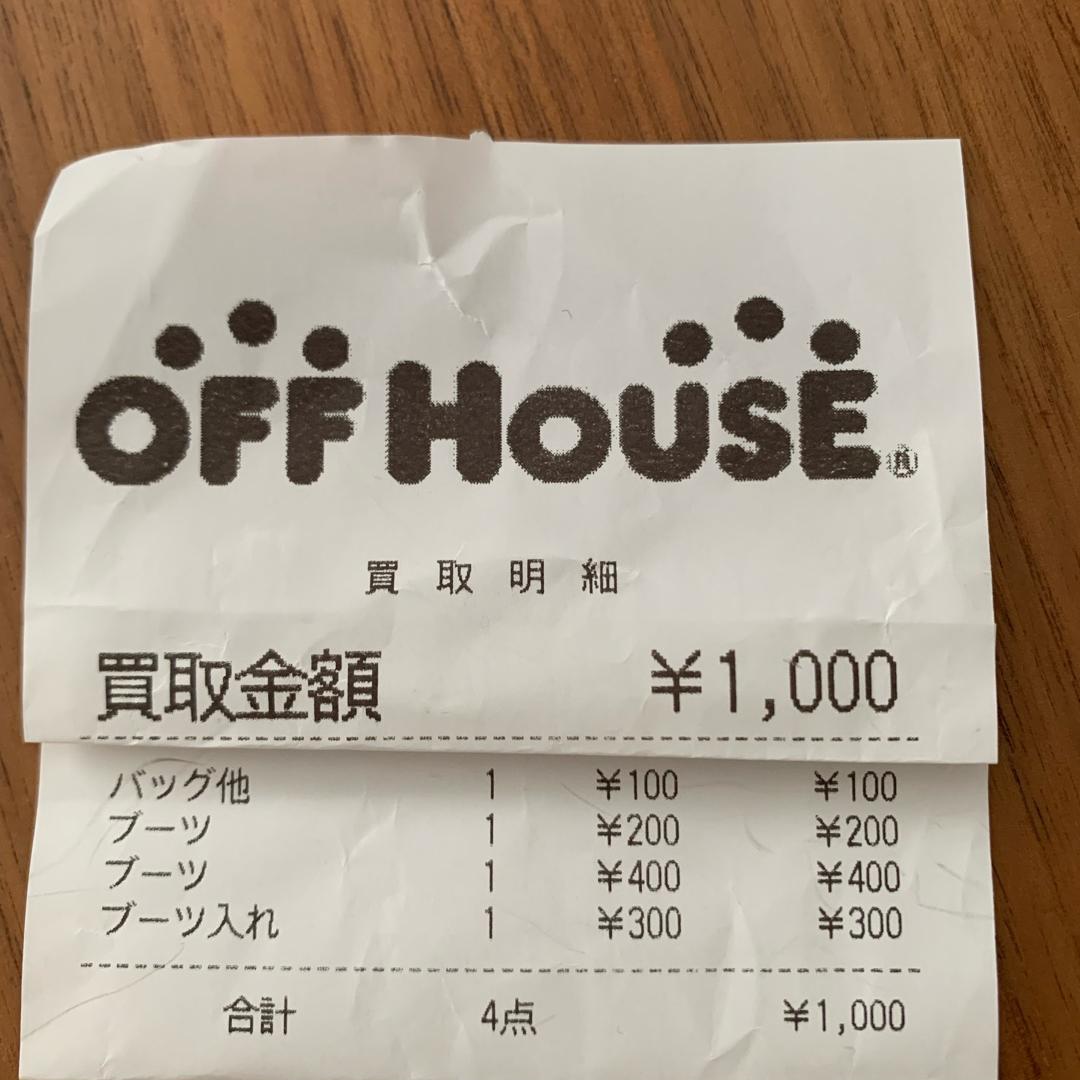 OFF HOUSE®
買取明細
買取金額 ¥1,000
バッグ他 1 ¥100 ¥100
ブーツ 1 ¥200 ¥200
ブーツ 1 ¥400 ¥400
ブーツ入れ 1 ¥300 ¥300
合計 4点 ¥1,000